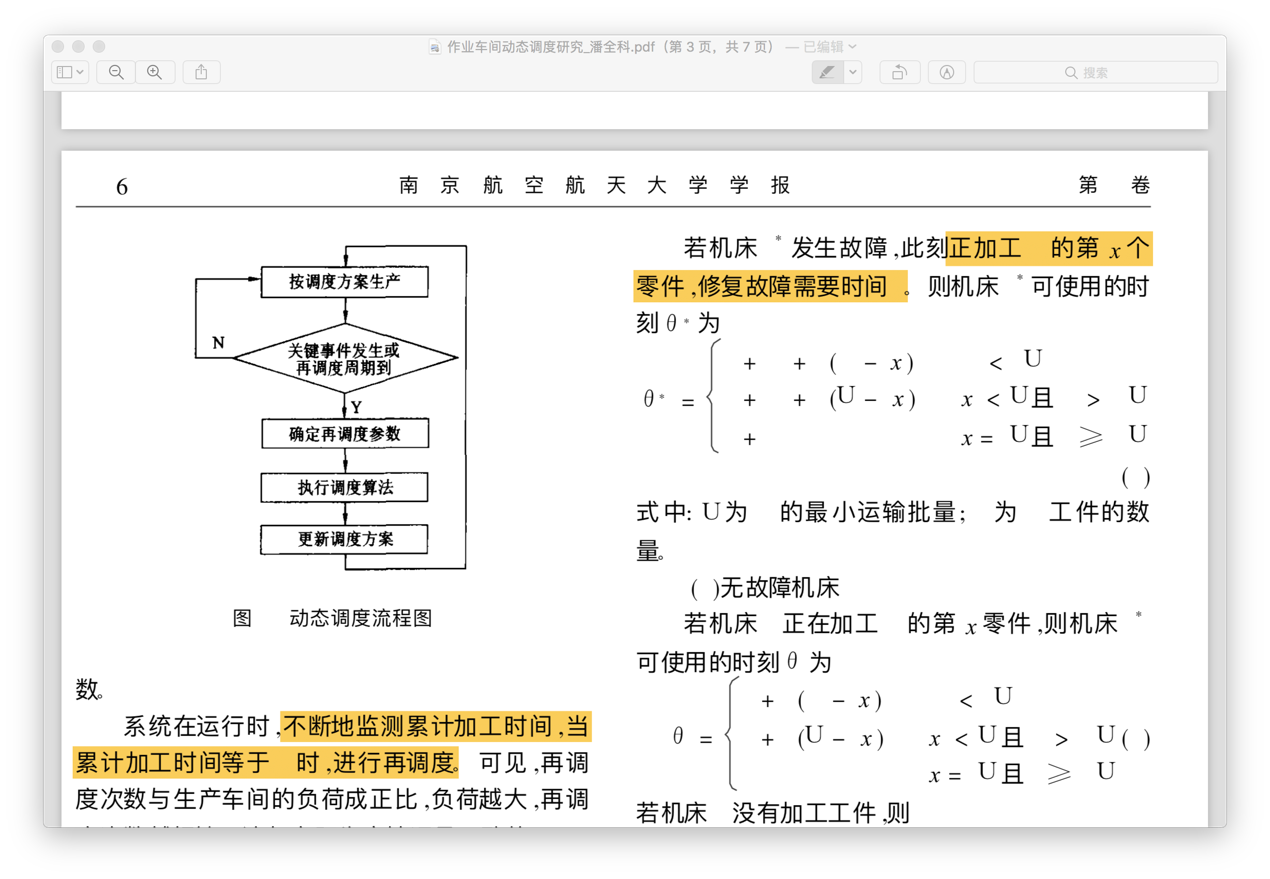 作业车间动态调度研究_潘全科.pdf（第 3 页，共 7 页） — 已编辑
搜索
6 南京航空航天大学学报 第 卷
按调度方案生产
N
关键事件发生或
再调度周期到
Y
确定再调度参数
执行调度算法
更新调度方案
图 动态调度流程图
数。
系统在运行时,不断地监测累计加工时间,当
累计加工时间等于 时,进行再调度。可见,再调
度次数与生产车间的负荷成正比,负荷越大,再调
若机床 * 发生故障,此刻正加工 的第 x 个
零件,修复故障需要时间 。则机床 * 可使用的时
刻 θ* 为
+ + ( − x) < U
θ* = + + (U − x) x < U且 > U
+ x = U且 ≥ U
( )
式中: U为 的最小运输批量; 为 工件的数
量。
( )无故障机床
若机床 正在加工 的第 x 零件,则机床 *
可使用的时刻 θ 为
+ ( − x) < U
θ = + (U − x) x < U且 > U ( )
x = U且 ≥ U
若机床 没有加工工件,则